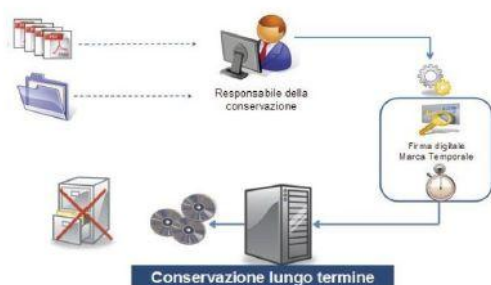 Responsabile della
conservazione
Firma digitale
Marca Temporale
Conservazione lungo termine